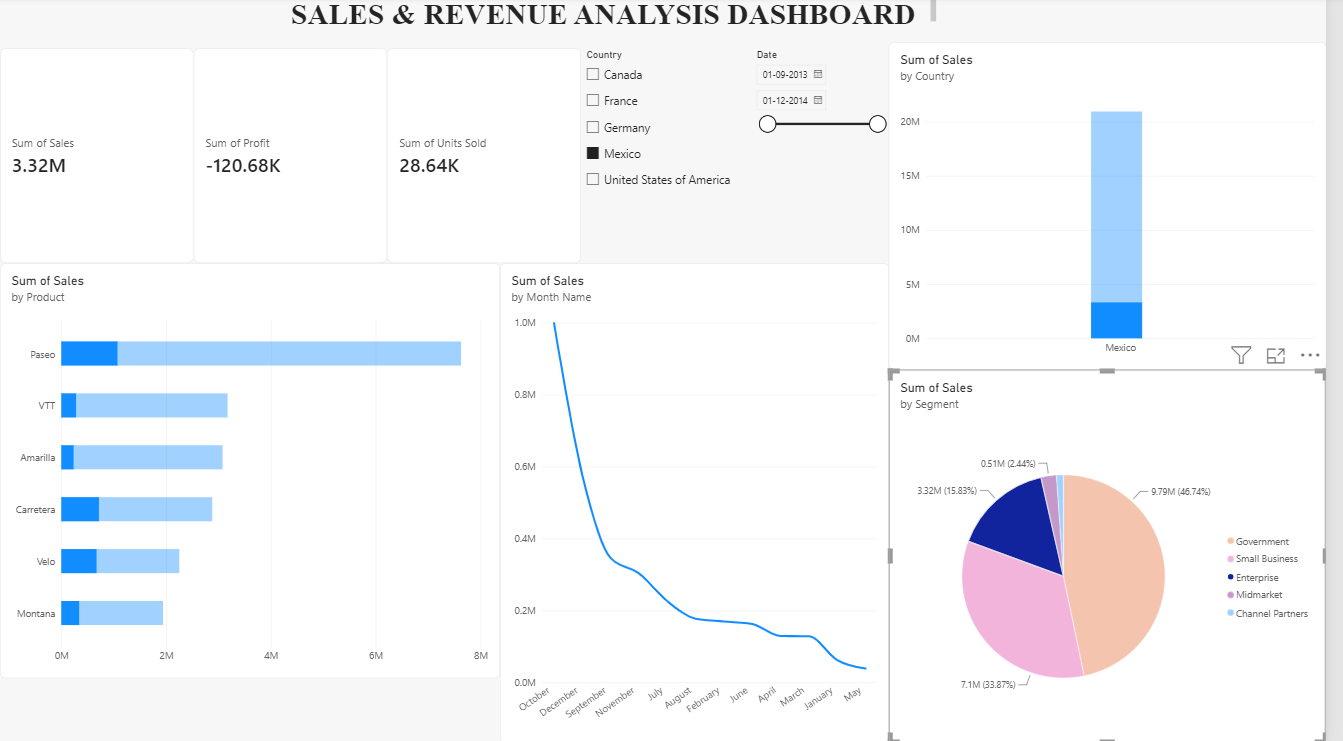 SALES & REVENUE ANALYSIS DASHBOARD
Sum of Sales
3.32M
Sum of Profit
-120.68K
Sum of Units Sold
28.64K
Country
Canada
France
Germany
Mexico
United States of America
Date
01-09-2013
01-12-2014
Sum of Sales
by Country
20M
15M
10M
5M
0M
Mexico
Sum of Sales
by Product
Paseo
VTT
Amarilla
Carretera
Velo
Montana
0M 2M 4M 6M 8M
Sum of Sales
by Month Name
1.0M
0.8M
0.6M
0.4M
0.2M
0.0M
October December September November July August February June April March January May
Sum of Sales
by Segment
0.51M (2.44%)
3.32M (15.83%)
9.79M (46.74%)
7.1M (33.87%)
Government
Small Business
Enterprise
Midmarket
Channel Partners